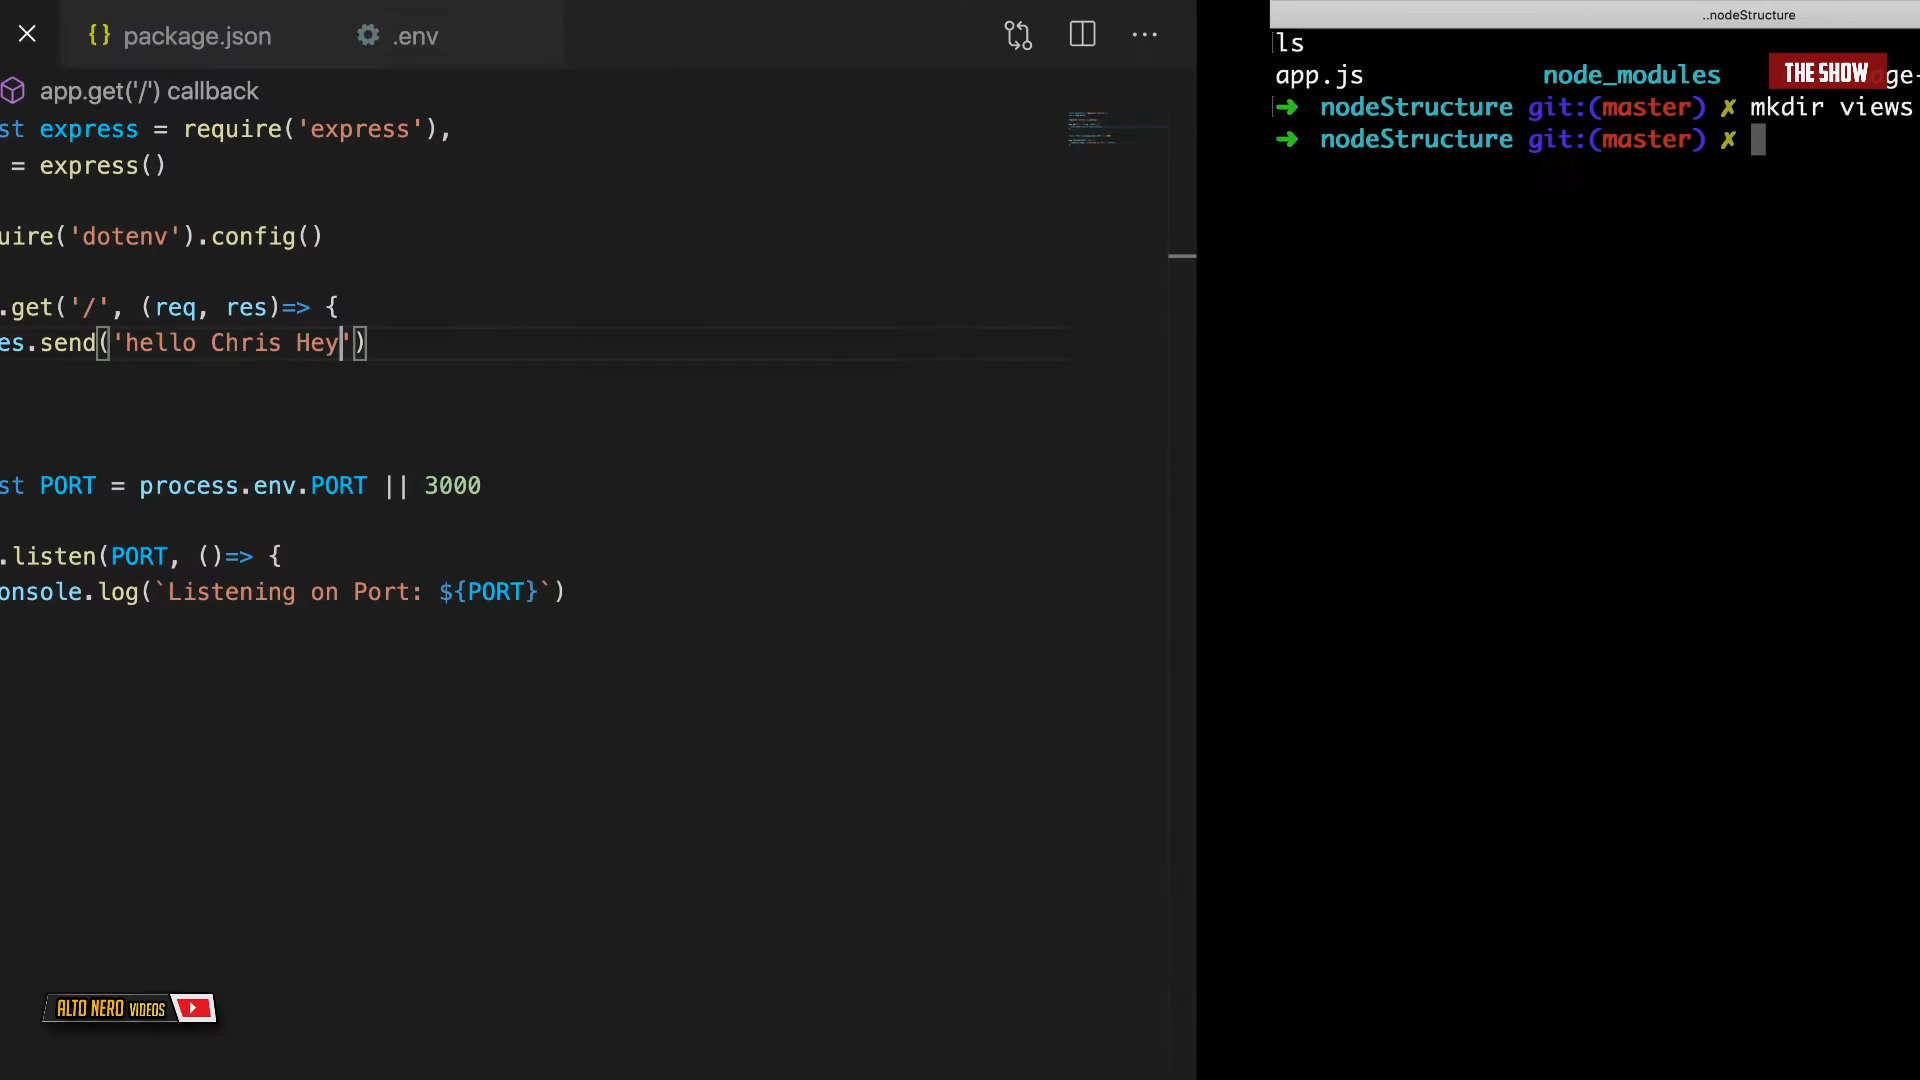 package.json
.env
app.get('/') callback
st express = require('express'),
= express()
uire('dotenv').config()
.get('/', (req, res)=> {
es.send('hello Chris Hey')
st PORT = process.env.PORT || 3000
.listen(PORT, ()=> {
onsole.log(`Listening on Port: ${PORT}`)
ALTO NERO VIDEOS
..nodeStructure
ls
app.js node_modules
THE SHOW
ge-
➜ nodeStructure git:(master) ✗ mkdir views
➜ nodeStructure git:(master) ✗